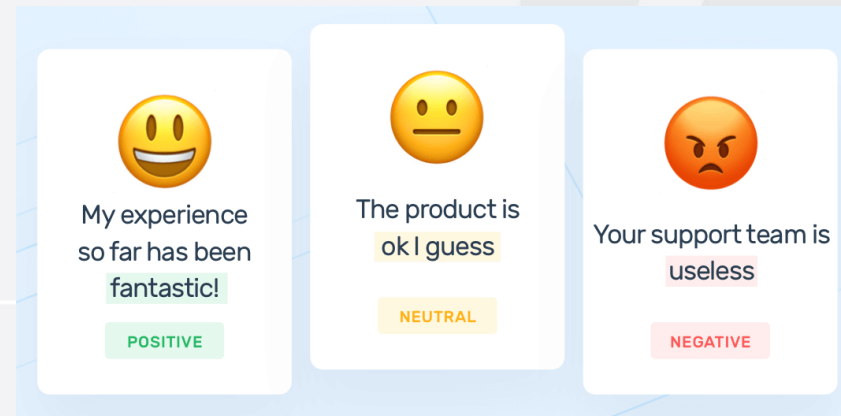 My experience
so far has been
fantastic!
POSITIVE
The product is
ok I guess
NEUTRAL
Your support team is
useless
NEGATIVE